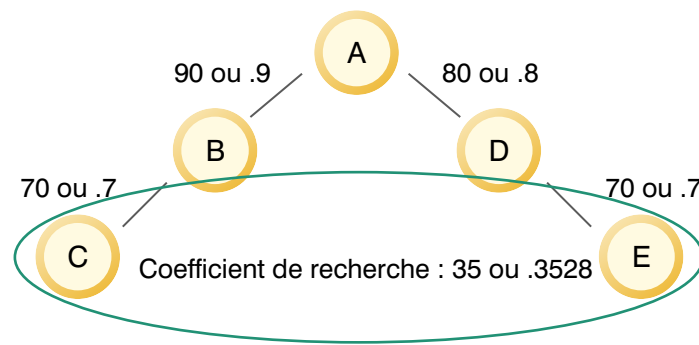 A
90 ou .9
80 ou .8
B
D
70 ou .7
70 ou .7
C
Coefficient de recherche : 35 ou .3528
E